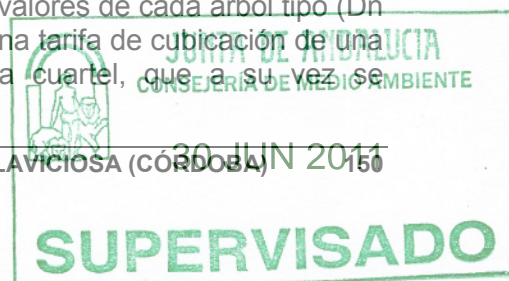 valores de cada árbol tipo (Dn
na tarifa de cubicación de una
JUNTA DE ANDALUCIA
a cuartel, que a su vez se
CONSEJERÍA DE MEDIO AMBIENTE
LAVICIOSA (CÓRDOBA) 150
30 JUN 2011
SUPERVISADO